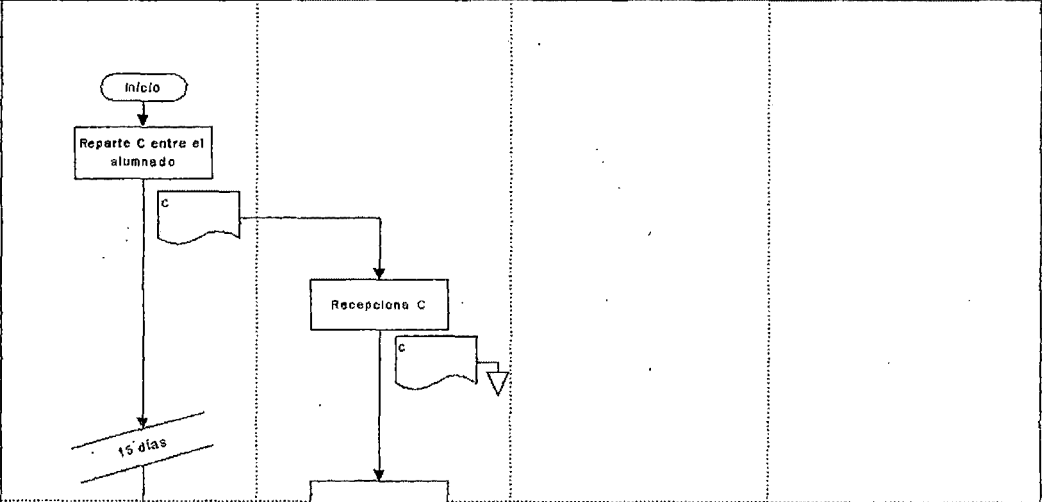 Inicio
Reparte C entre el
alumnado
C
Recepciona C
C
15 días